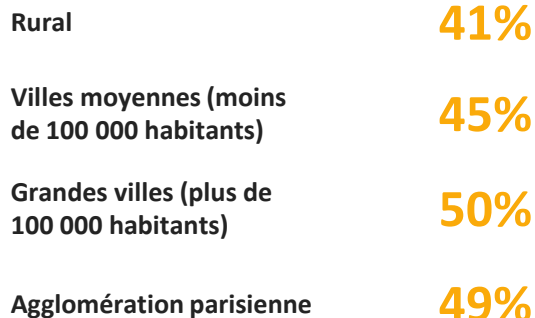 Rural 41%
Villes moyennes (moins
de 100 000 habitants) 45%
Grandes villes (plus de
100 000 habitants) 50%
Agglomération parisienne 49%